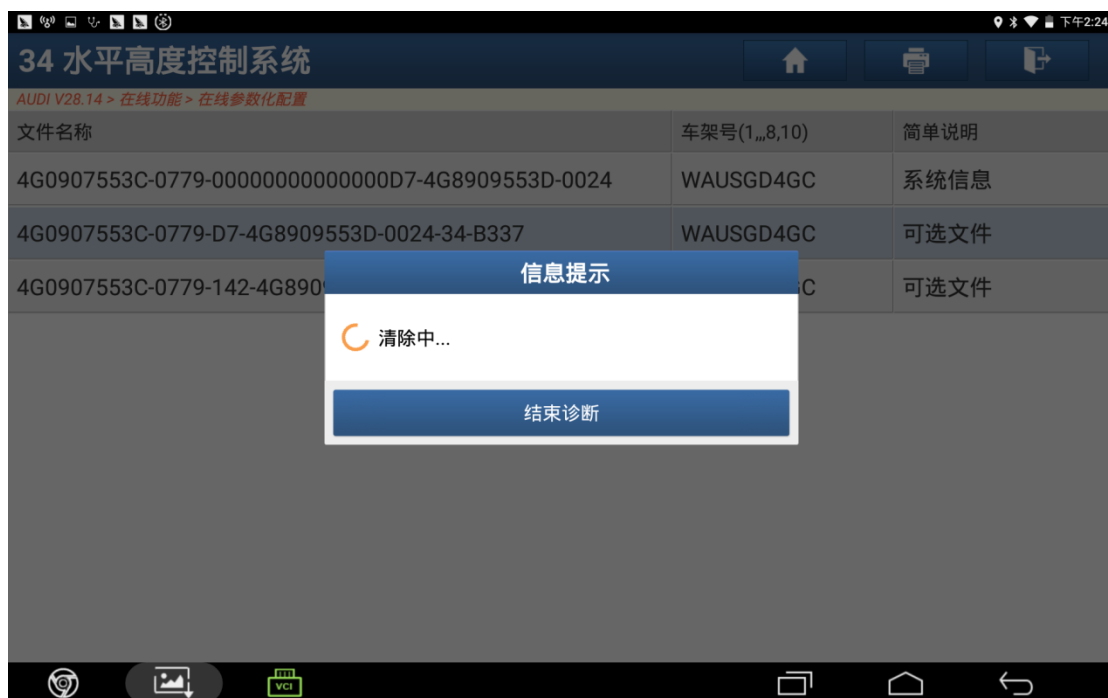 下午2:24
34 水平高度控制系统
AUDI V28.14 > 在线功能 > 在线参数化配置
文件名称 车架号(1,,,8,10) 简单说明
4G0907553C-0779-00000000000000D7-4G8909553D-0024 WAUSGD4GC 系统信息
4G0907553C-0779-D7-4G8909553D-0024-34-B337 WAUSGD4GC 可选文件
4G0907553C-0779-142-4G890 C 可选文件
信息提示
清除中...
结束诊断
VCI